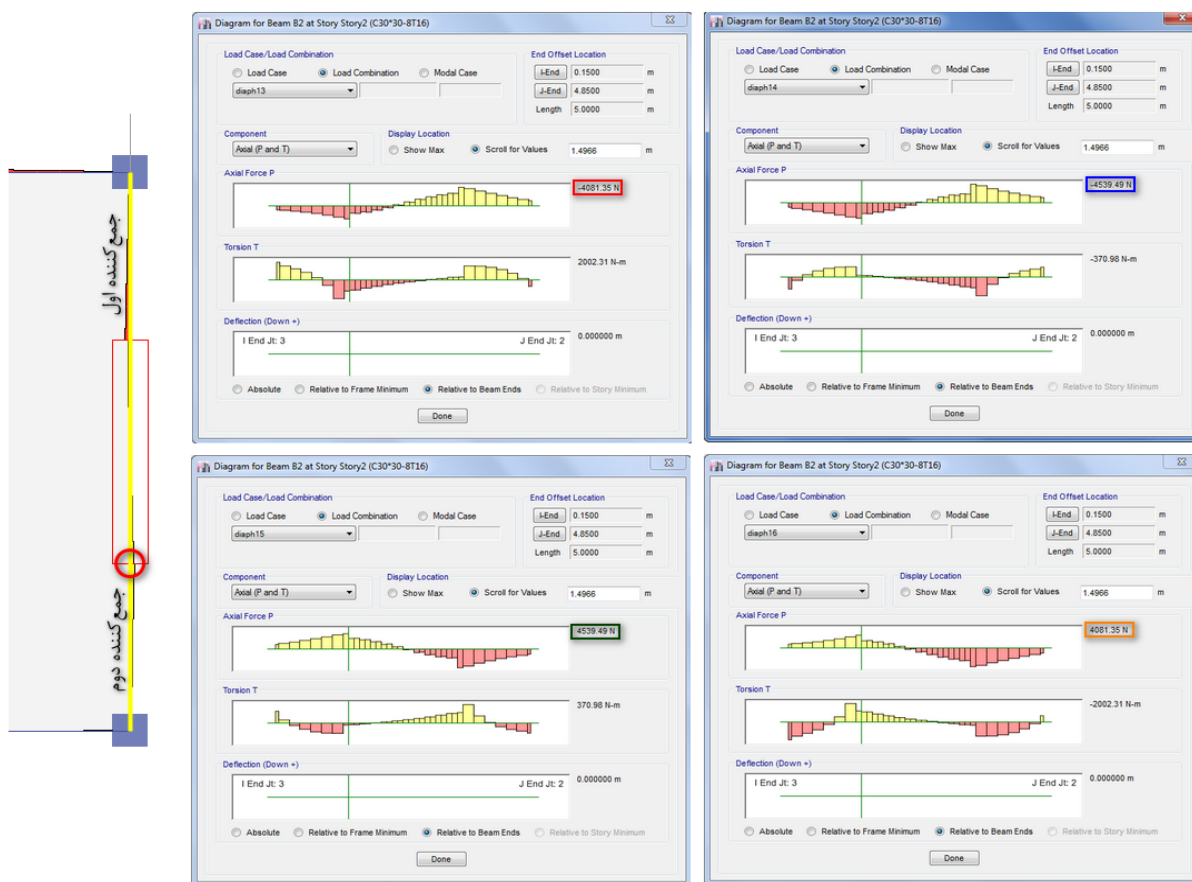 جمع کننده اول
جمع کننده دوم
Diagram for Beam B2 at Story Story2 (C30*30-8T16)
Load Case/Load Combination
Load Case Load Combination Modal Case
diaph13
End Offset Location
I-End 0.1500 m
J-End 4.8500 m
Length 5.0000 m
Component
Axial (P and T)
Display Location
Show Max Scroll for Values 1.4966 m
Axial Force P
-4081.35 N
Torsion T
2002.31 N-m
Deflection (Down +)
I End Jt: 3 J End Jt: 2
0.000000 m
Absolute Relative to Frame Minimum Relative to Beam Ends Relative to Story Minimum
Done
Diagram for Beam B2 at Story Story2 (C30*30-8T16)
Load Case/Load Combination
Load Case Load Combination Modal Case
diaph14
End Offset Location
I-End 0.1500 m
J-End 4.8500 m
Length 5.0000 m
Component
Axial (P and T)
Display Location
Show Max Scroll for Values 1.4966 m
Axial Force P
-4539.49 N
Torsion T
-370.98 N-m
Deflection (Down +)
I End Jt: 3 J End Jt: 2
0.000000 m
Absolute Relative to Frame Minimum Relative to Beam Ends Relative to Story Minimum
Done
Diagram for Beam B2 at Story Story2 (C30*30-8T16)
Load Case/Load Combination
Load Case Load Combination Modal Case
diaph15
End Offset Location
I-End 0.1500 m
J-End 4.8500 m
Length 5.0000 m
Component
Axial (P and T)
Display Location
Show Max Scroll for Values 1.4966 m
Axial Force P
4539.49 N
Torsion T
370.98 N-m
Deflection (Down +)
I End Jt: 3 J End Jt: 2
0.000000 m
Absolute Relative to Frame Minimum Relative to Beam Ends Relative to Story Minimum
Done
Diagram for Beam B2 at Story Story2 (C30*30-8T16)
Load Case/Load Combination
Load Case Load Combination Modal Case
diaph16
End Offset Location
I-End 0.1500 m
J-End 4.8500 m
Length 5.0000 m
Component
Axial (P and T)
Display Location
Show Max Scroll for Values 1.4966 m
Axial Force P
4081.35 N
Torsion T
-2002.31 N-m
Deflection (Down +)
I End Jt: 3 J End Jt: 2
0.000000 m
Absolute Relative to Frame Minimum Relative to Beam Ends Relative to Story Minimum
Done